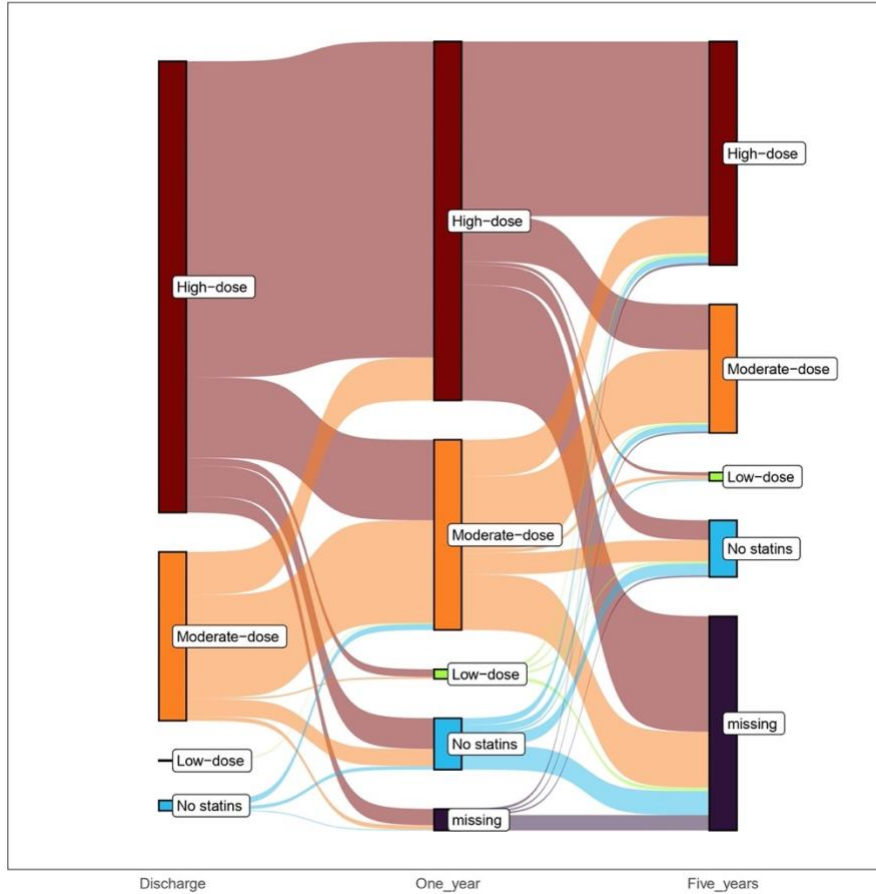 High−dose
Moderate−dose
Low−dose
No statins
High−dose
Moderate−dose
Low−dose
No statins
missing
High−dose
Moderate−dose
Low−dose
No statins
missing
Discharge
One_year
Five_years